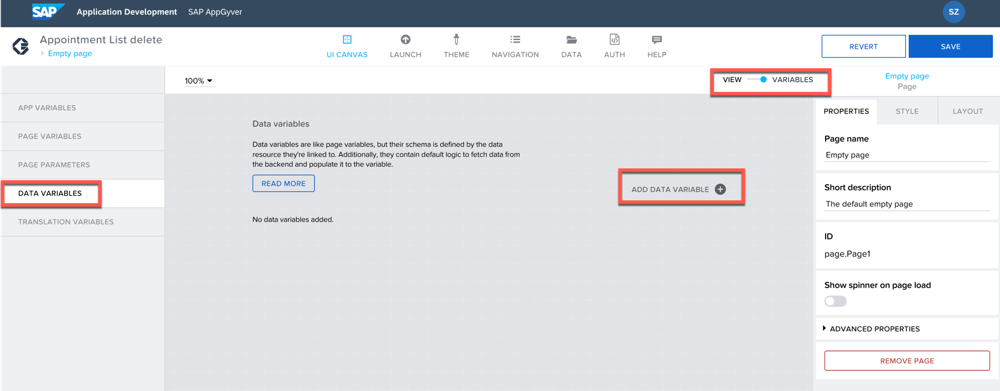 SAP Application Development SAP AppGyver SZ
Appointment List delete
Empty page
UI CANVAS LAUNCH THEME NAVIGATION DATA AUTH HELP
REVERT SAVE
100%
VIEW VARIABLES
Empty page
Page
APP VARIABLES
PAGE VARIABLES
PAGE PARAMETERS
DATA VARIABLES
TRANSLATION VARIABLES
Data variables
Data variables are like page variables, but their schema is defined by the data
resource they're linked to. Additionally, they contain default logic to fetch data from
the backend and populate it to the variable.
READ MORE
ADD DATA VARIABLE
No data variables added.
PROPERTIES STYLE LAYOUT
Page name
Empty page
Short description
The default empty page
ID
page.Page1
Show spinner on page load
ADVANCED PROPERTIES
REMOVE PAGE